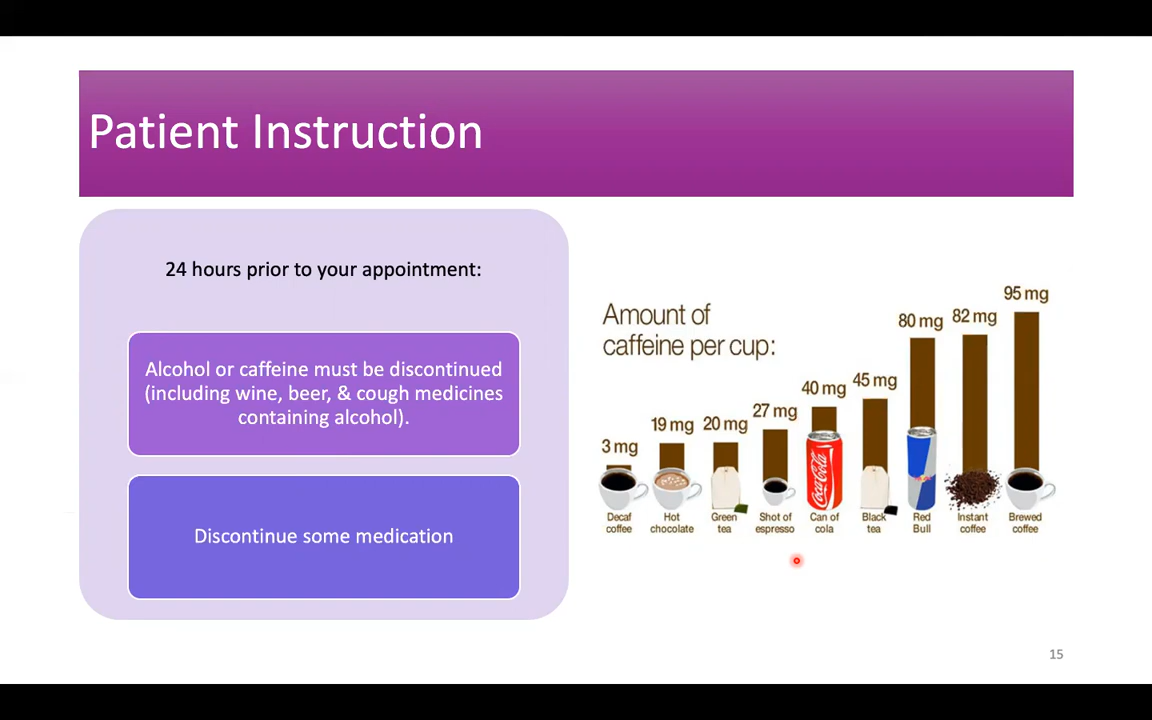 Patient Instruction
24 hours prior to your appointment:
Alcohol or caffeine must be discontinued
(including wine, beer, & cough medicines
containing alcohol).
Discontinue some medication
Amount of
caffeine per cup:
3 mg
19 mg
20 mg
27 mg
40 mg
45 mg
80 mg
82 mg
95 mg
Coca-Cola
Decaf
coffee
Hot
chocolate
Green
tea
Shot of
espresso
Can of
cola
Black
tea
Red
Bull
Instant
coffee
Brewed
coffee
15